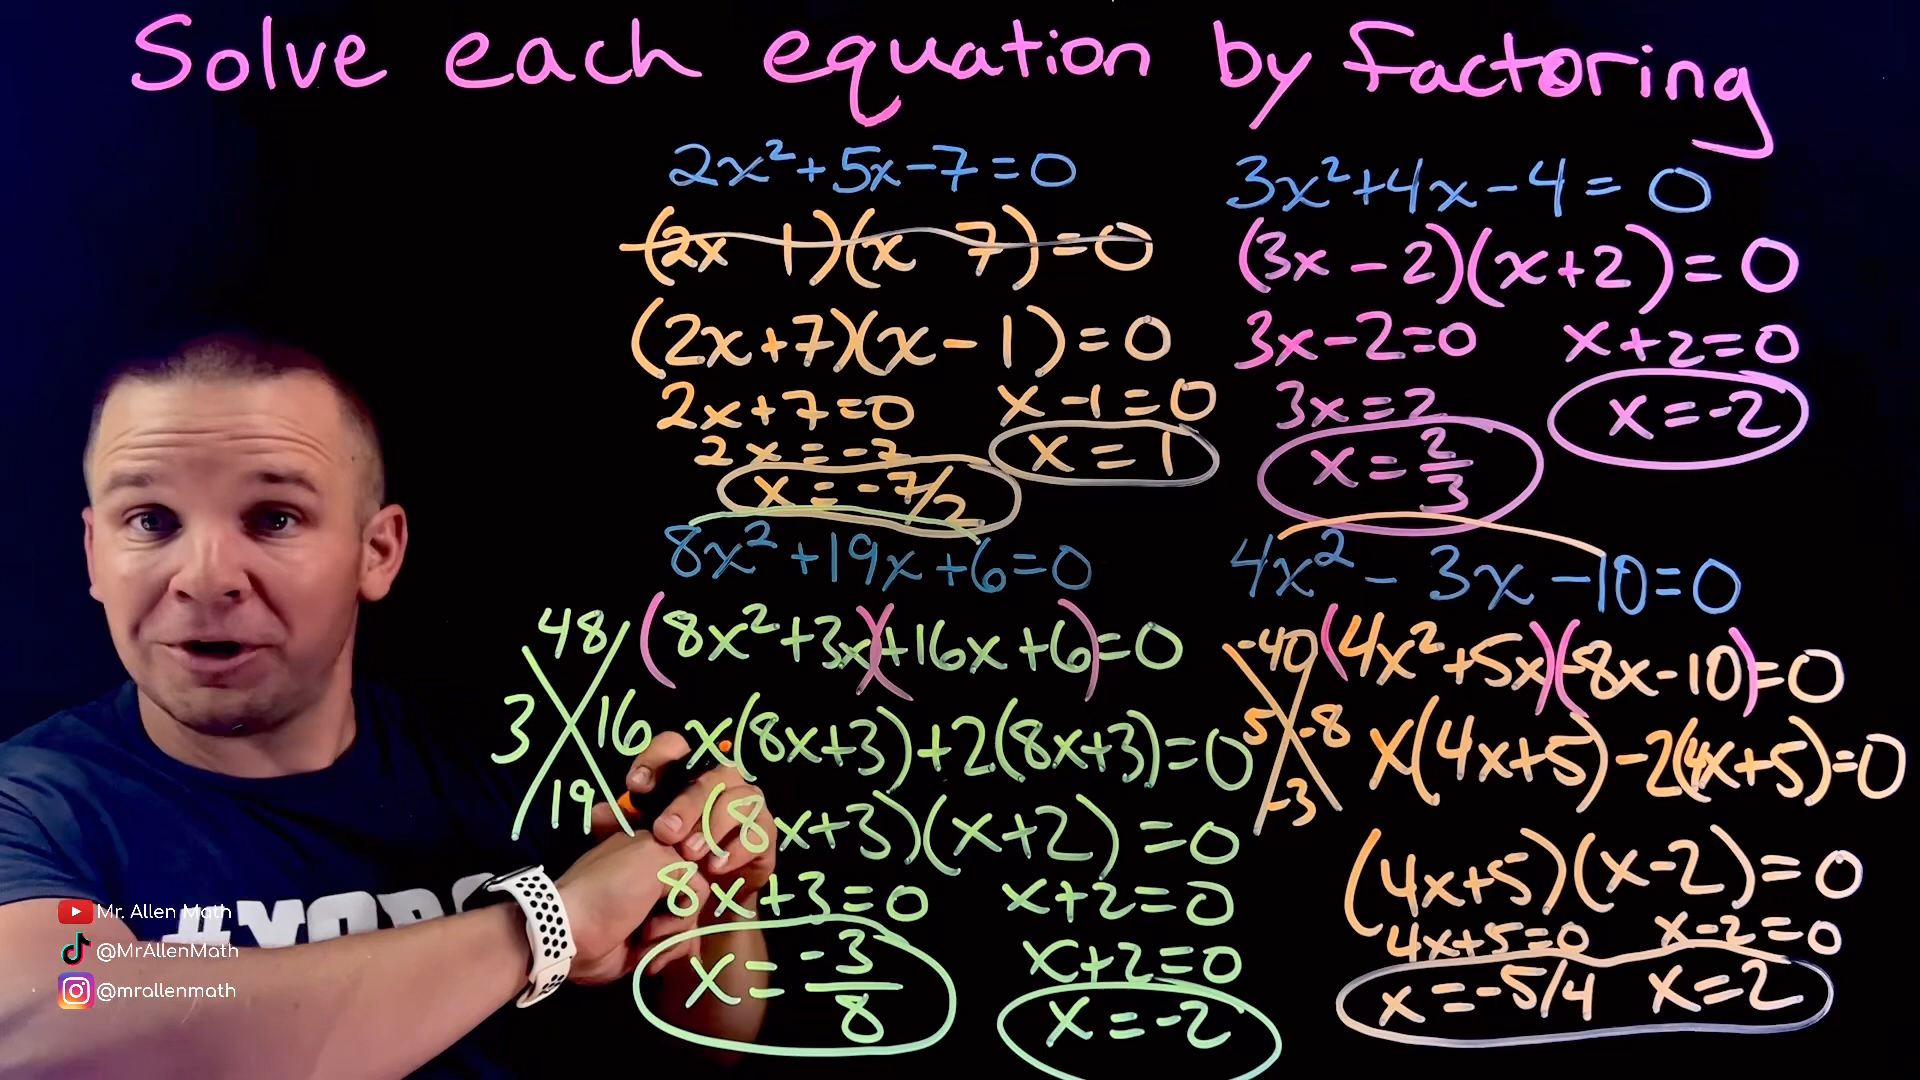 Solve each equation by factoring
2x²+5x-7=0
(2x 1)(x 7)=0
(2x+7)(x-1)=0
2x+7=0 x-1=0
2x=-7 x=1
x=-7/2
3x²+4x-4=0
(3x-2)(x+2)=0
3x-2=0 x+2=0
3x=2 x=-2
x=2/3
8x²+19x+6=0
48
3 16
19
(8x²+3x)(+16x+6)=0
x(8x+3)+2(8x+3)=0
(8x+3)(x+2)=0
8x+3=0 x+2=0
x=-3/8 x+2=0
x=-2
4x²-3x-10=0
-40
5 -8
-3
(4x²+5x)(-8x-10)=0
x(4x+5)-2(4x+5)=0
(4x+5)(x-2)=0
4x+5=0 x-2=0
x=-5/4 x=2
Mr. Allen Math
@MrAllenMath
@mrallenmath